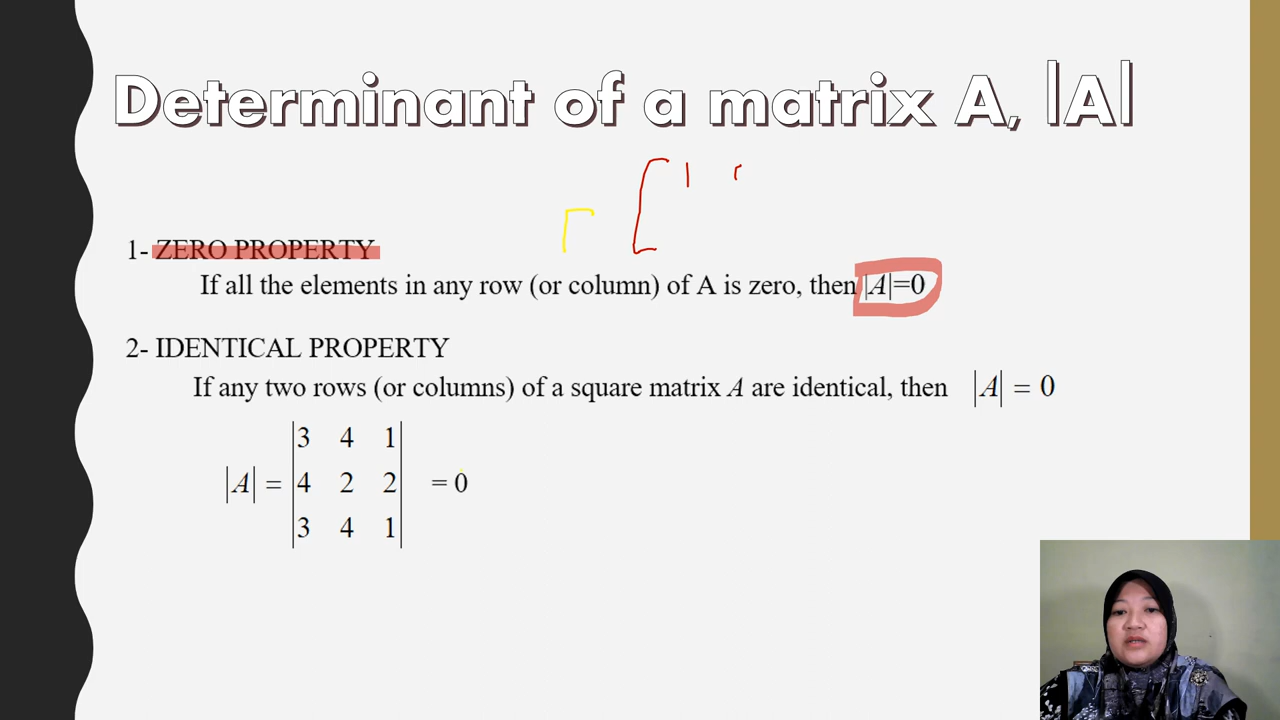 Determinant of a matrix A, |A|
1
1- ZERO PROPERTY
If all the elements in any row (or column) of A is zero, then |A|=0
2- IDENTICAL PROPERTY
If any two rows (or columns) of a square matrix A are identical, then |A| = 0
3 4 1
|A| = 4 2 2 = 0
3 4 1